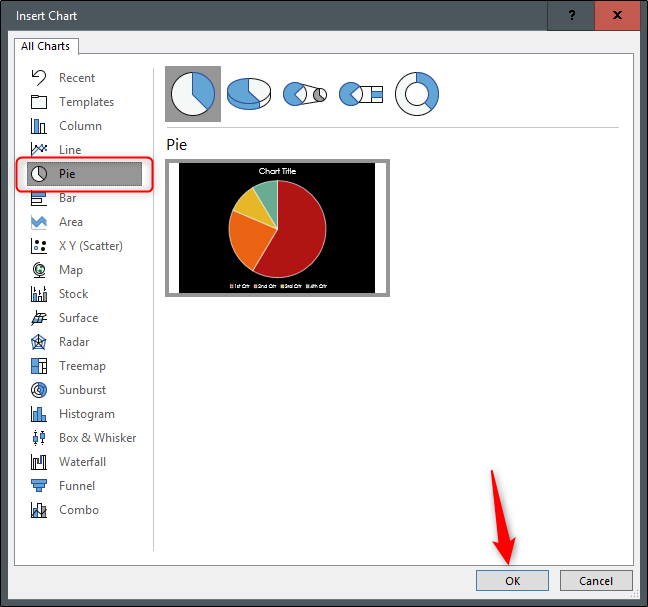 Insert Chart
?
All Charts
Recent
Templates
Column
Line
Pie
Bar
Area
X Y (Scatter)
Map
Stock
Surface
Radar
Treemap
Sunburst
Histogram
Box & Whisker
Waterfall
Funnel
Combo
Pie
Chart Title
1st Qtr 2nd Qtr 3rd Qtr 4th Qtr
OK Cancel